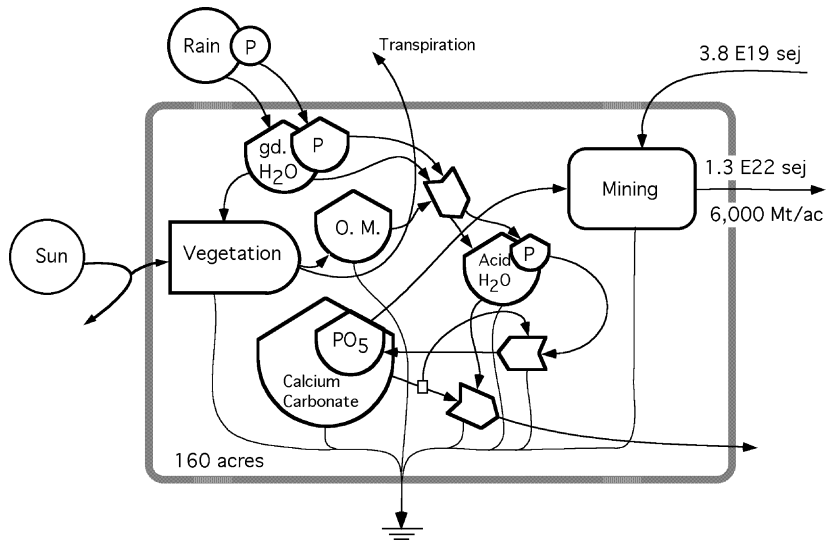 Rain
P
Transpiration
3.8 E19 sej
gd.
H2O
P
1.3 E22 sej
Mining
6,000 Mt/ac
O. M.
Sun
Vegetation
Acid
H2O
P
PO5
Calcium
Carbonate
160 acres